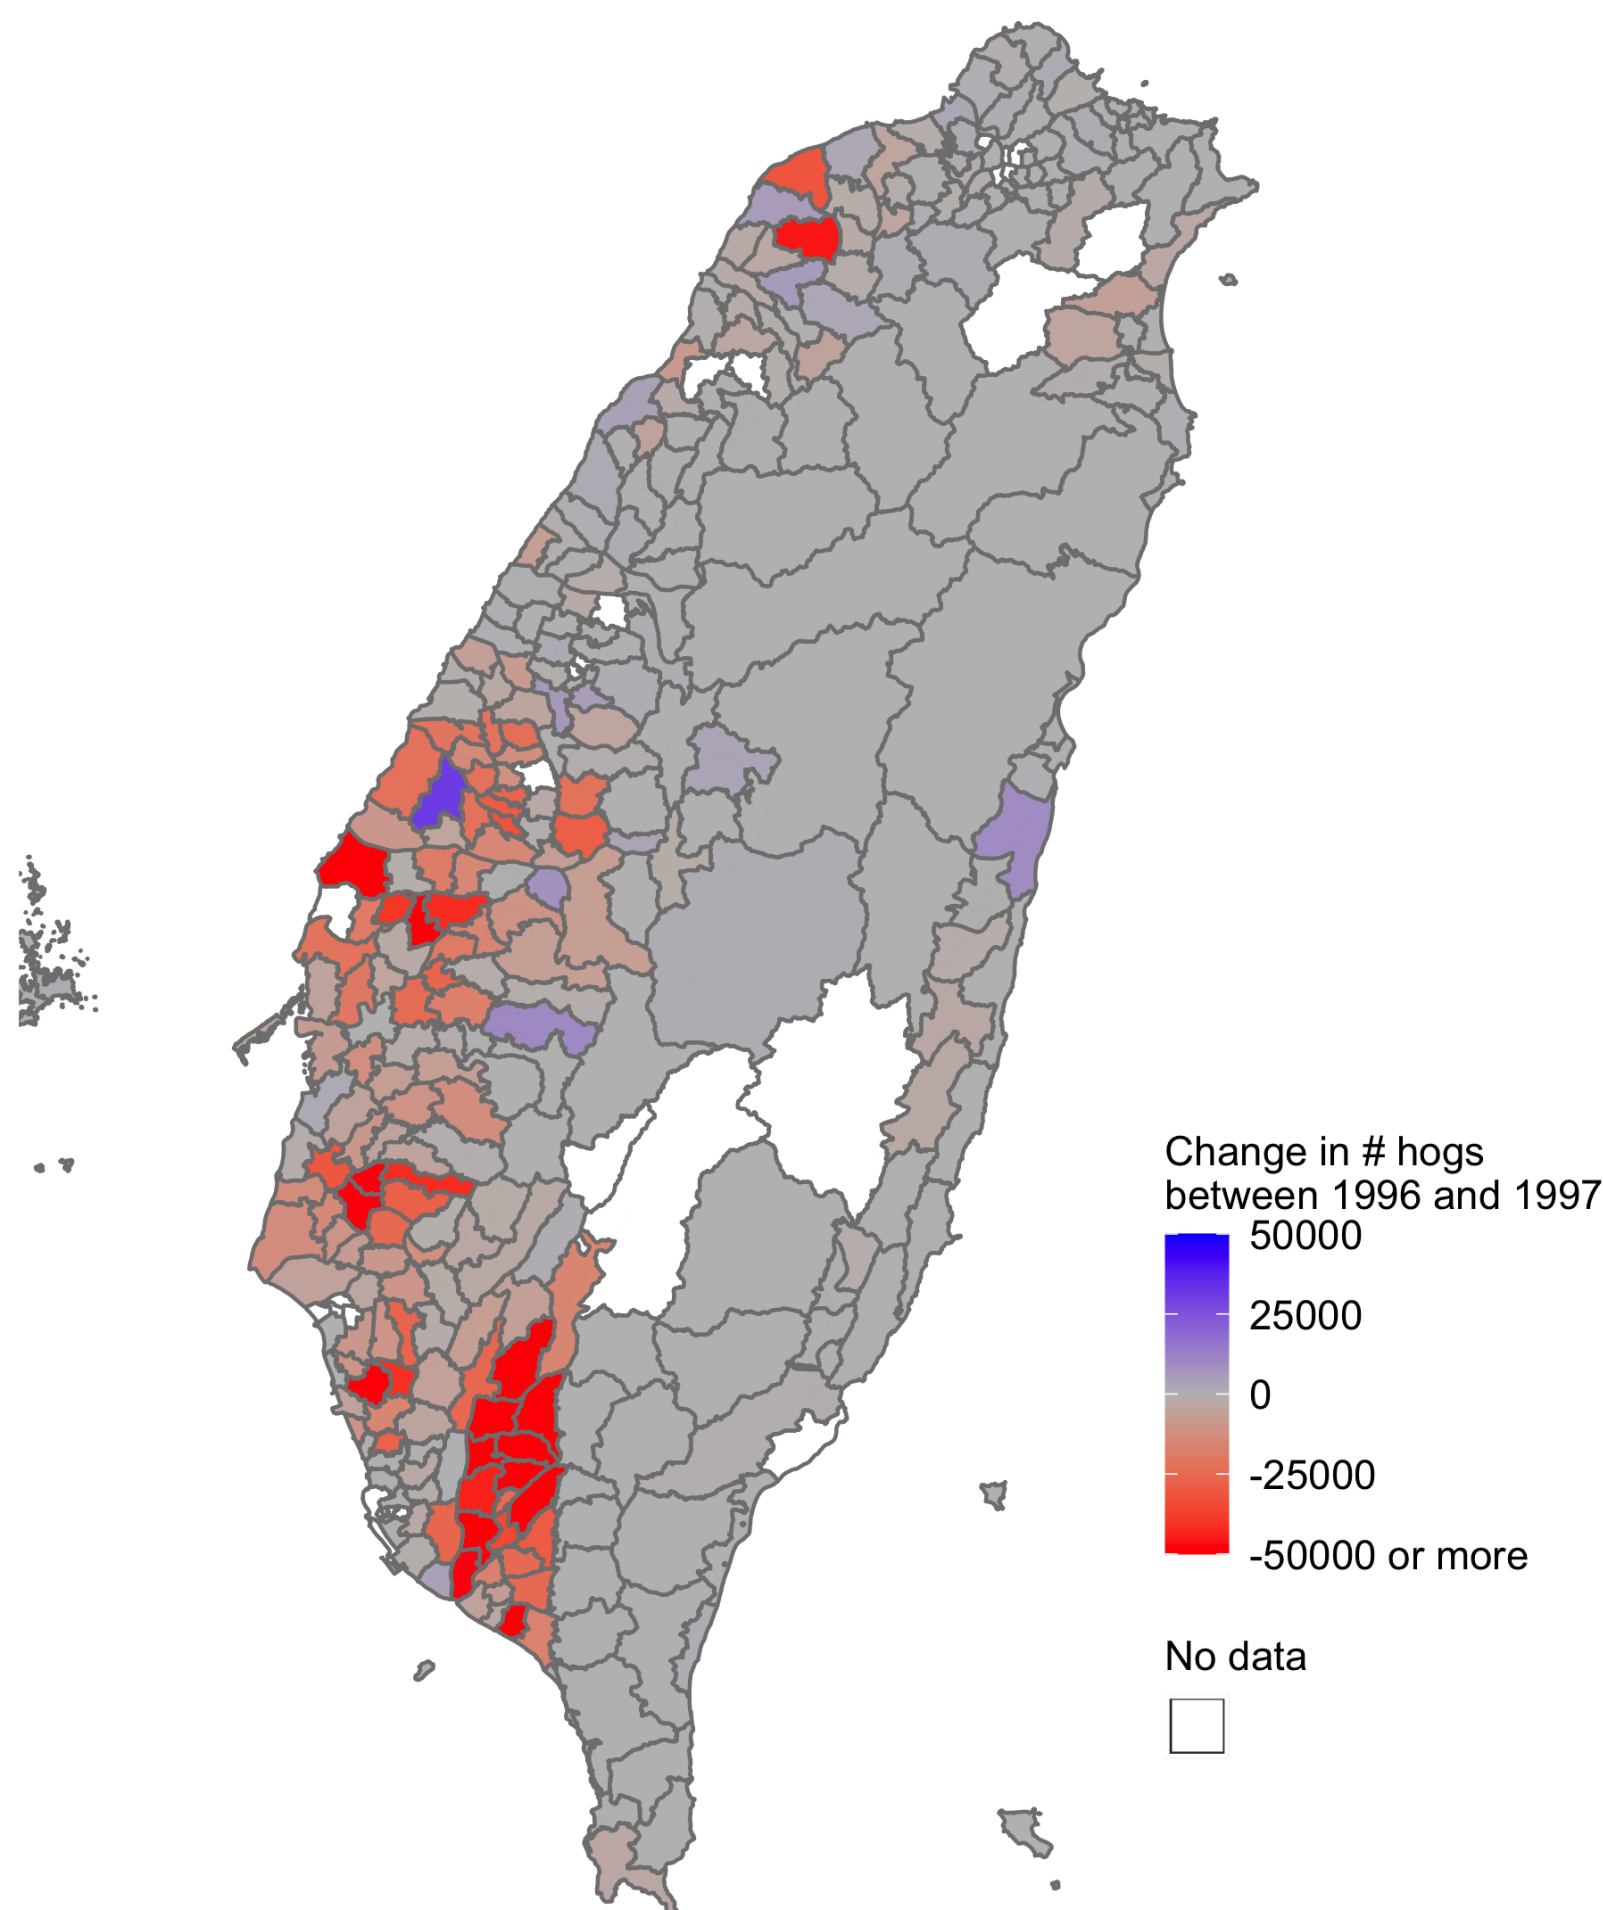 Change in # hogs
between 1996 and 1997
50000
25000
0
-25000
-50000 or more
No data